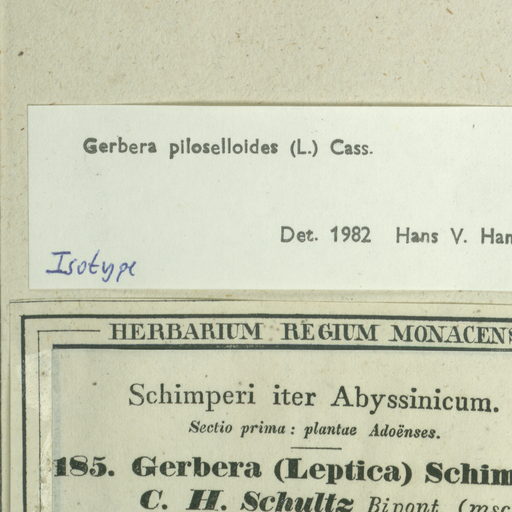 Gerbera piloselloides (L.) Cass.
Det. 1982 Hans V. Han
Isotype
HERBARIUM REGIUM MONACENS
Schimperi iter Abyssinicum.
Sectio prima: plantae Adoënses.
185. Gerbera (Leptica) Schim
C. H. Schultz Bipont (msc